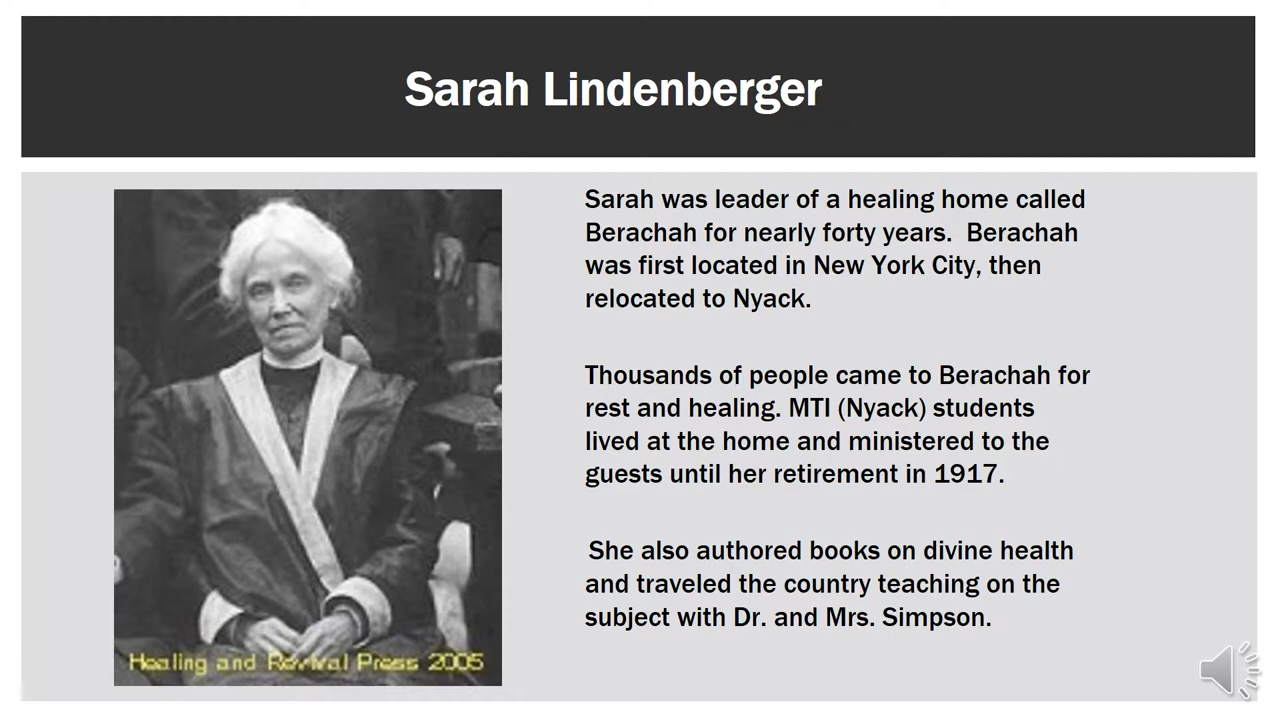 Sarah Lindenberger
Sarah was leader of a healing home called
Berachah for nearly forty years.  Berachah
was first located in New York City, then
relocated to Nyack.
Thousands of people came to Berachah for
rest and healing. MTI (Nyack) students
lived at the home and ministered to the
guests until her retirement in 1917.
She also authored books on divine health
and traveled the country teaching on the
subject with Dr. and Mrs. Simpson.
Healing and Revival Press 2005